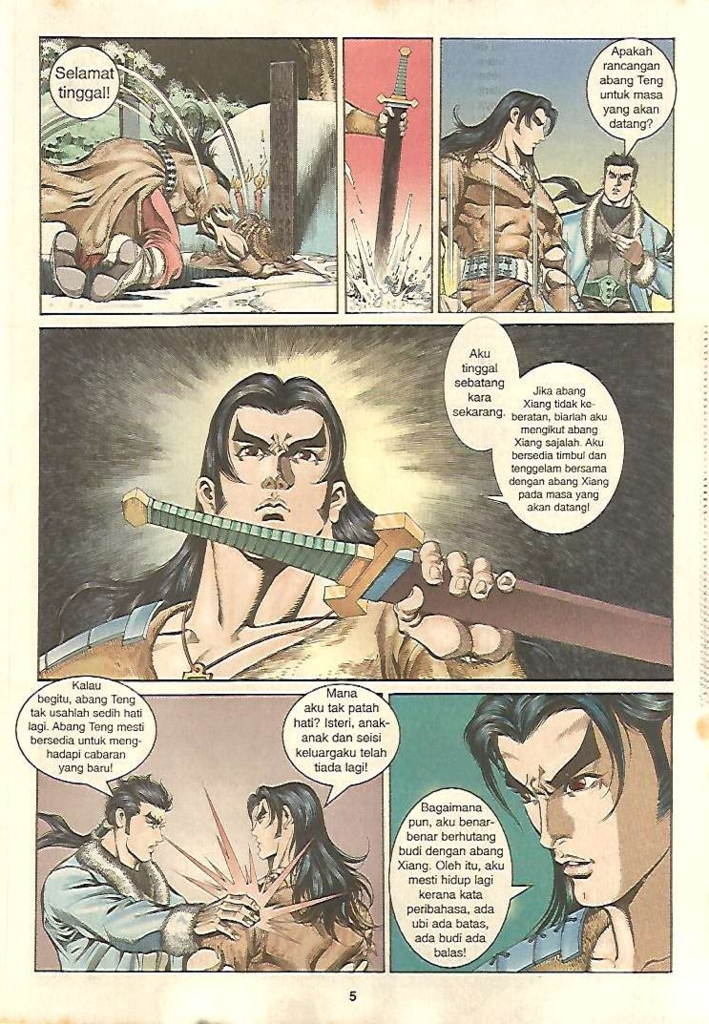 Selamat
tinggal!
Apakah
rancangan
abang Teng
untuk masa
yang akan
datang?
Aku
tinggal
sebatang
kara
sekarang.
Jika abang
Xiang tidak ke-
beratan, biarlah aku
mengikut abang
Xiang sajalah. Aku
bersedia timbul dan
tenggelam bersama
dengan abang Xiang
pada masa yang
akan datang!
Kalau
begitu, abang Teng
tak usahlah sedih hati
lagi. Abang Teng mesti
bersedia untuk meng-
hadapi cabaran
yang baru!
Mana
aku tak patah
hati? Isteri, anak-
anak dan seisi
keluargaku telah
tiada lagi!
Bagaimana
pun, aku benar-
benar berhutang
budi dengan abang
Xiang. Oleh itu, aku
mesti hidup lagi
kerana kata
peribahasa, ada
ubi ada batas,
ada budi ada
balas!
5